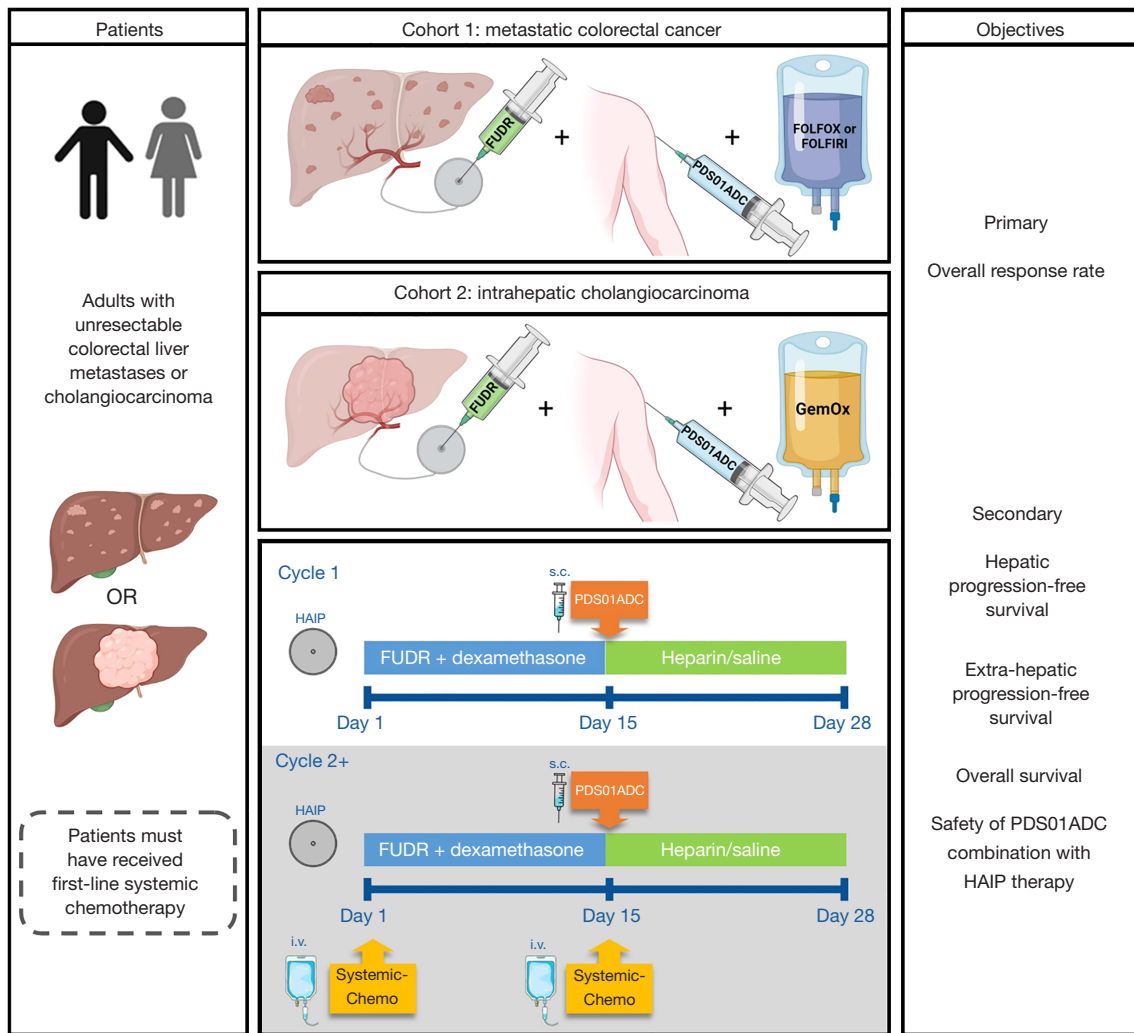 Patients
Adults with
unresectable
colorectal liver
metastases or
cholangiocarcinoma
OR
Patients must
have received
first-line systemic
chemotherapy
Cohort 1: metastatic colorectal cancer
FUDR
+
PDS01ADC
+
FOLFOX or
FOLFIRI
Cohort 2: intrahepatic cholangiocarcinoma
FUDR
+
PDS01ADC
+
GemOx
Cycle 1
s.c.
PDS01ADC
HAIP
FUDR + dexamethasone
Heparin/saline
Day 1
Day 15
Day 28
Cycle 2+
s.c.
PDS01ADC
HAIP
FUDR + dexamethasone
Heparin/saline
Day 1
Day 15
Day 28
i.v.
Systemic-
Chemo
i.v.
Systemic-
Chemo
Objectives
Primary
Overall response rate
Secondary
Hepatic
progression-free
survival
Extra-hepatic
progression-free
survival
Overall survival
Safety of PDS01ADC
combination with
HAIP therapy